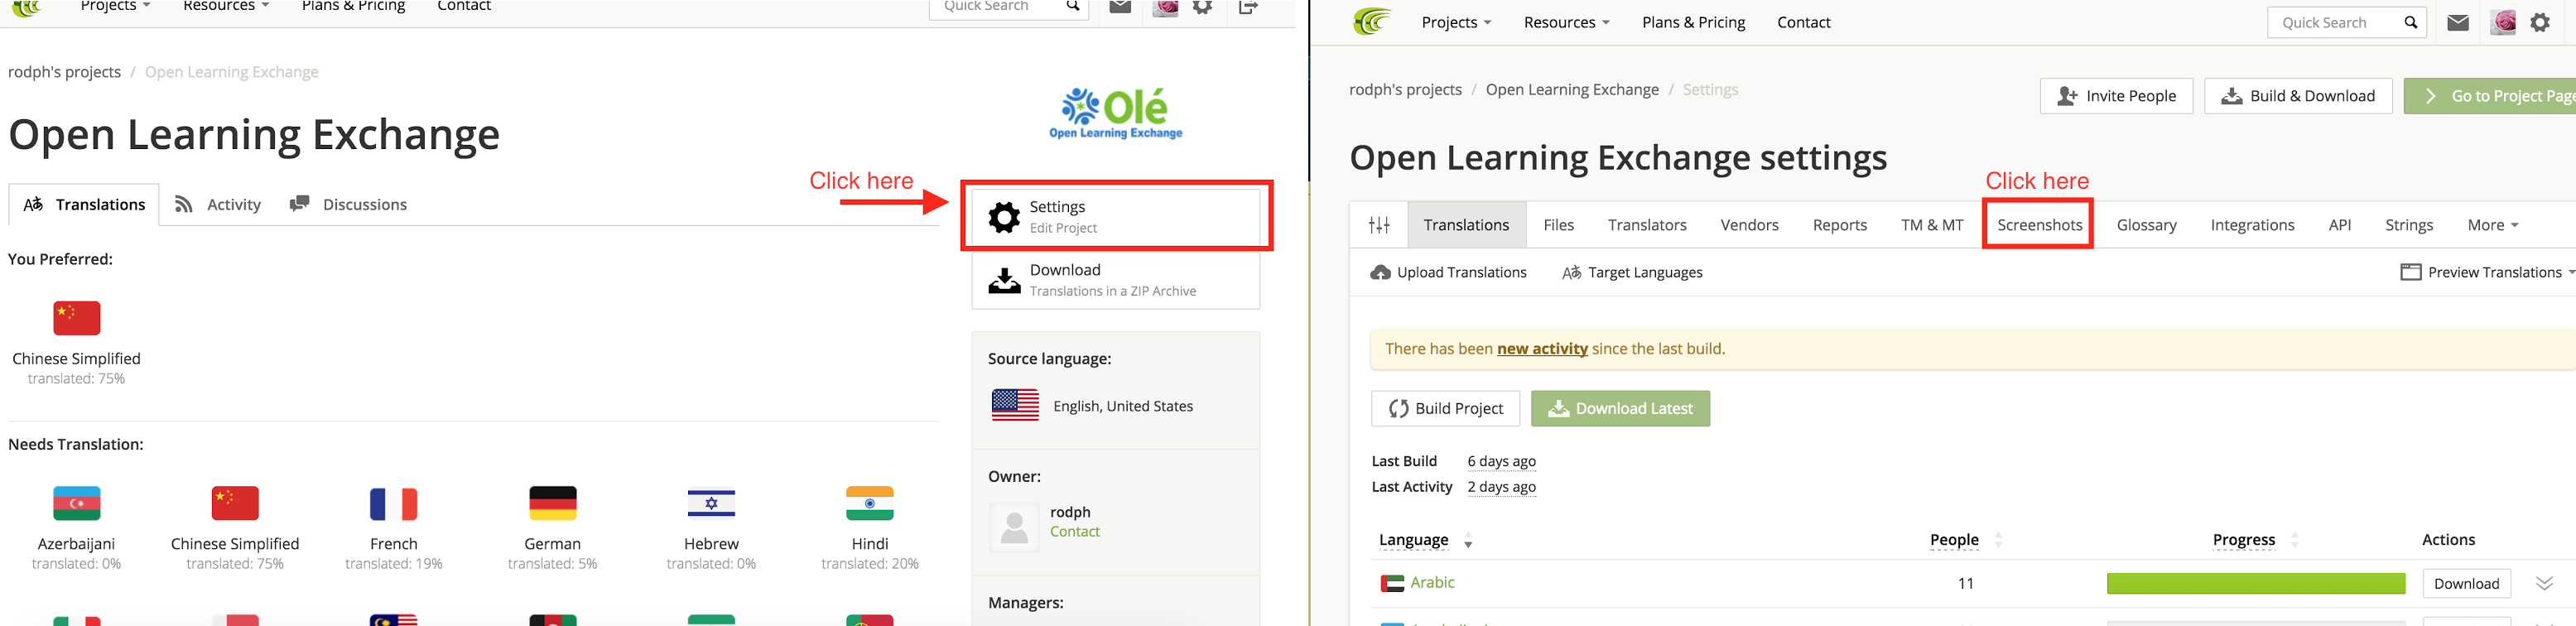 Projects
Resources
Plans & Pricing
Contact
Quick Search
rodph's projects / Open Learning Exchange
Olé
Open Learning Exchange
Open Learning Exchange
Click here
Translations
Activity
Discussions
Settings
Edit Project
Download
Translations in a ZIP Archive
You Preferred:
Chinese Simplified
translated: 75%
Source language:
English, United States
Needs Translation:
Owner:
rodph
Contact
Azerbaijani
translated: 0%
Chinese Simplified
translated: 75%
French
translated: 19%
German
translated: 5%
Hebrew
translated: 0%
Hindi
translated: 20%
Managers:
Projects
Resources
Plans & Pricing
Contact
Quick Search
rodph's projects / Open Learning Exchange / Settings
Invite People
Build & Download
Go to Project Page
Open Learning Exchange settings
Click here
Translations
Files
Translators
Vendors
Reports
TM & MT
Screenshots
Glossary
Integrations
API
Strings
More
Upload Translations
Target Languages
Preview Translations
There has been new activity since the last build.
Build Project
Download Latest
Last Build 6 days ago
Last Activity 2 days ago
Language People Progress Actions
Arabic 11 Download